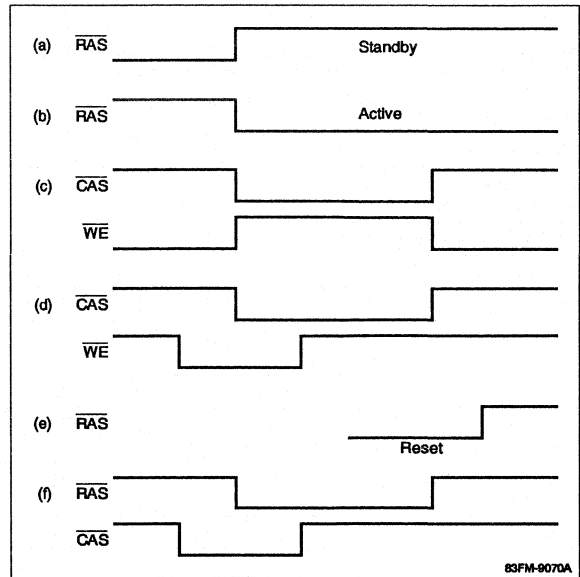 (a) RAS Standby
(b) RAS Active
(c) CAS
WE
(d) CAS
WE
(e) RAS
Reset
(f) RAS
CAS
83FM-9070A